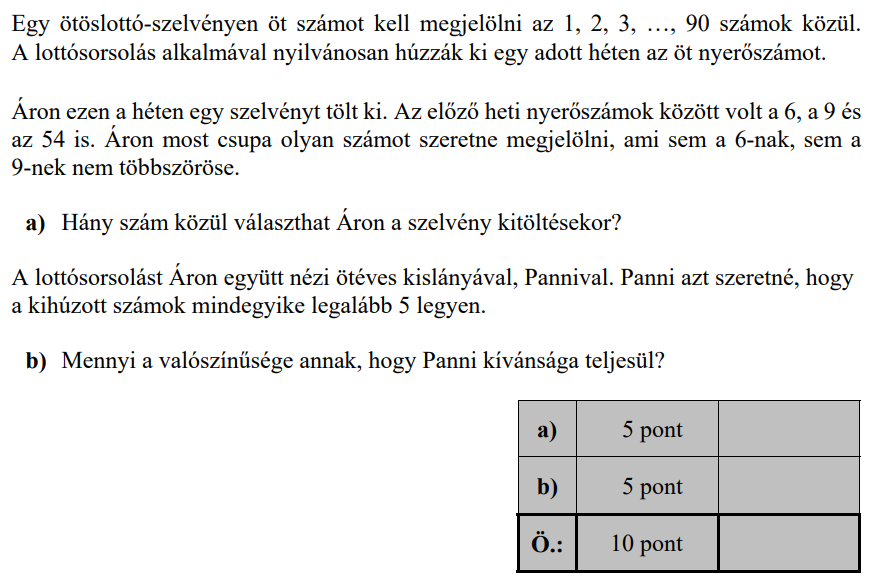 Egy ötöslottó-szelvényen öt számot kell megjelölni az 1, 2, 3, …, 90 számok közül.
A lottósorsolás alkalmával nyilvánosan húzzák ki egy adott héten az öt nyerőszámot.
Áron ezen a héten egy szelvényt tölt ki. Az előző heti nyerőszámok között volt a 6, a 9 és
az 54 is. Áron most csupa olyan számot szeretne megjelölni, ami sem a 6-nak, sem a
9-nek nem többszöröse.
a) Hány szám közül választhat Áron a szelvény kitöltésekor?
A lottósorsolást Áron együtt nézi ötéves kislányával, Pannival. Panni azt szeretné, hogy
a kihúzott számok mindegyike legalább 5 legyen.
b) Mennyi a valószínűsége annak, hogy Panni kívánsága teljesül?
a) 5 pont
b) 5 pont
Ö.: 10 pont